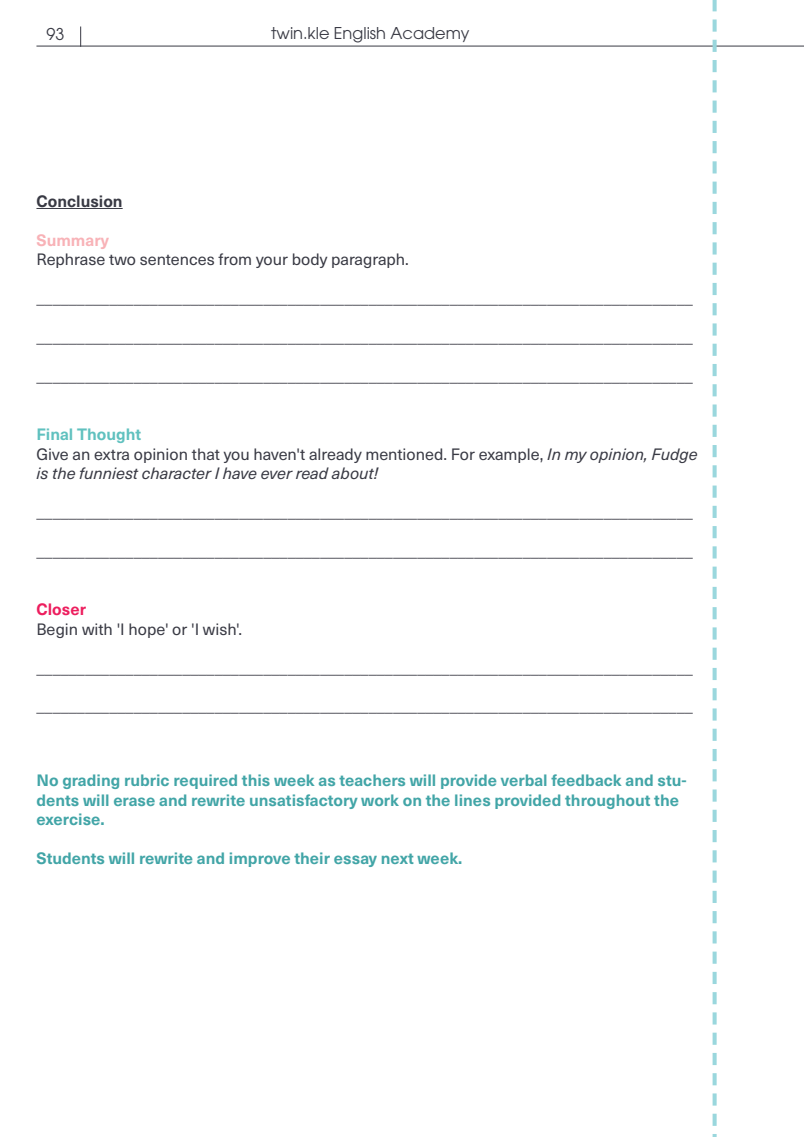 93
twin.kle English Academy
Conclusion
Summary
Rephrase two sentences from your body paragraph.
Final Thought
Give an extra opinion that you haven't already mentioned. For example, In my opinion, Fudge
is the funniest character I have ever read about!
Closer
Begin with 'I hope' or 'I wish'.
No grading rubric required this week as teachers will provide verbal feedback and stu-
dents will erase and rewrite unsatisfactory work on the lines provided throughout the
exercise.
Students will rewrite and improve their essay next week.